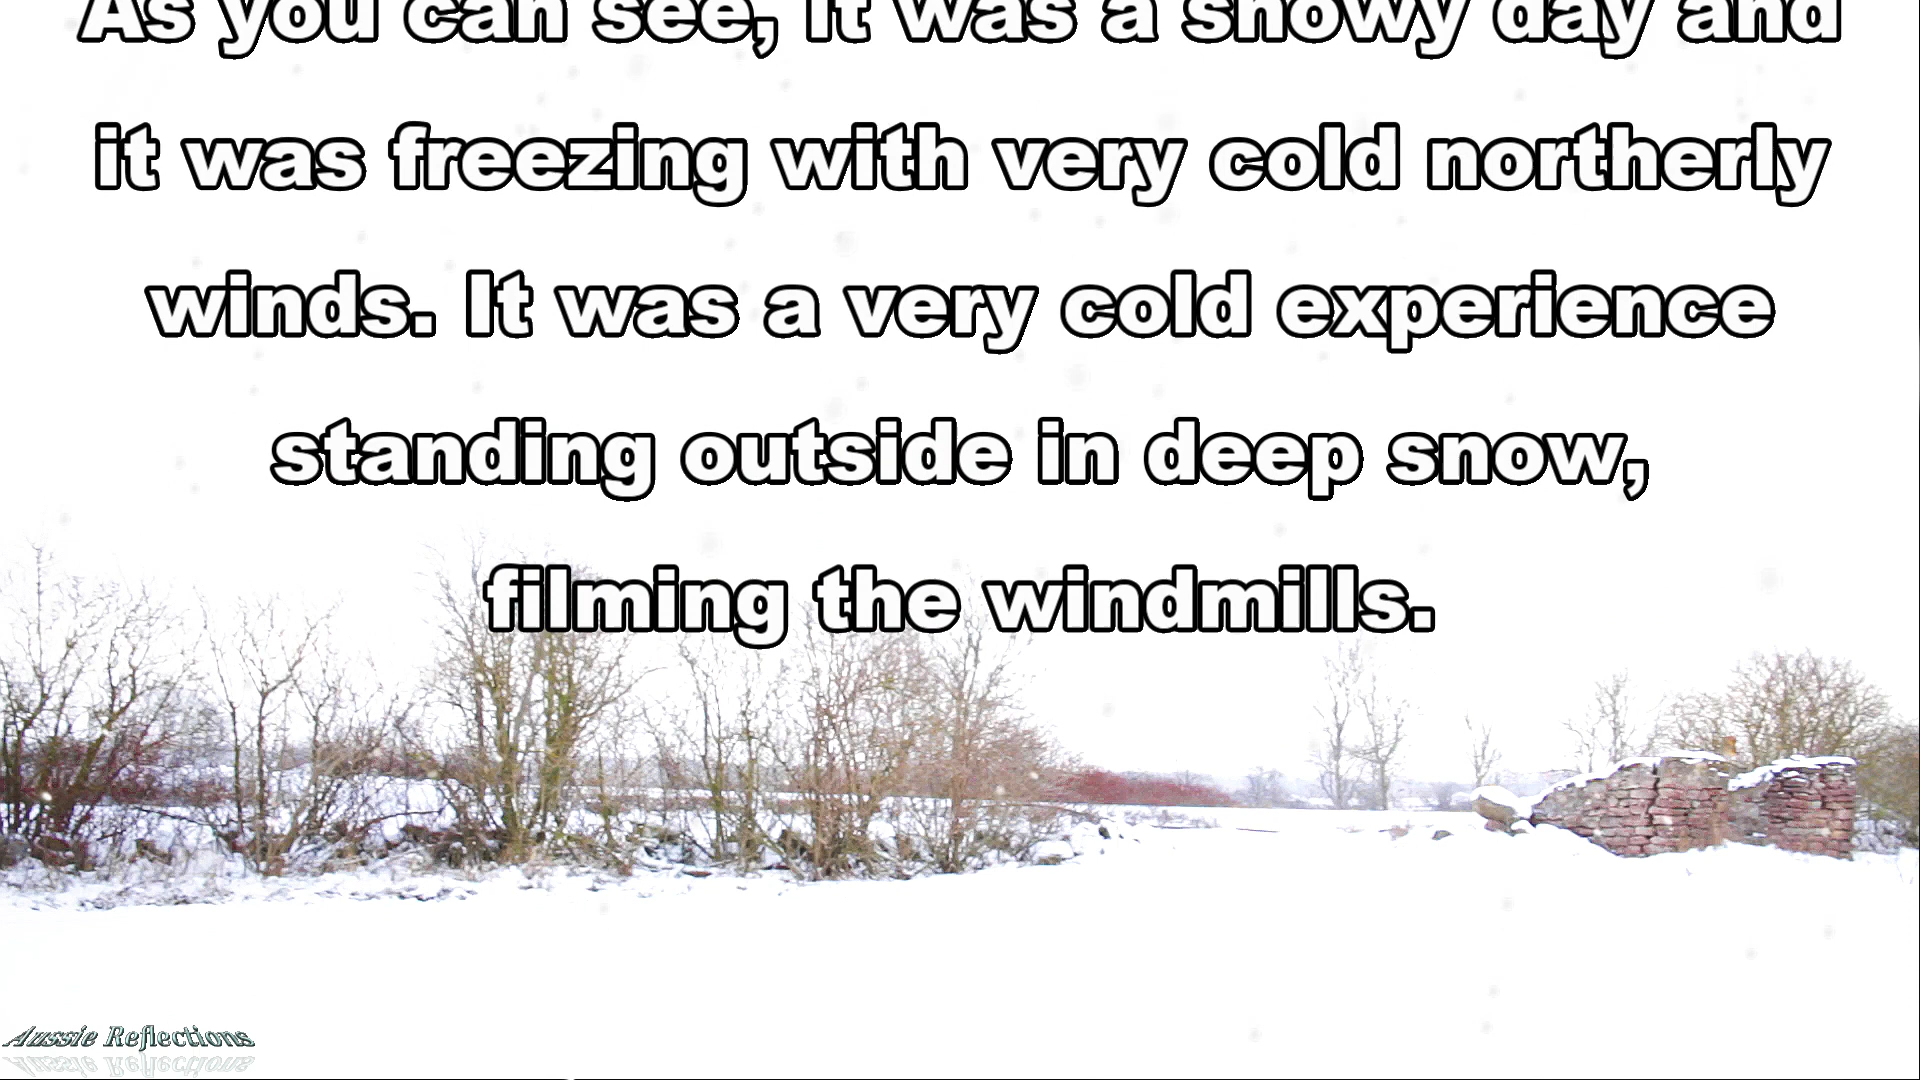 As you can see, it was a snowy day and
it was freezing with very cold northerly
winds. It was a very cold experience
standing outside in deep snow,
filming the windmills.
Aussie Reflections